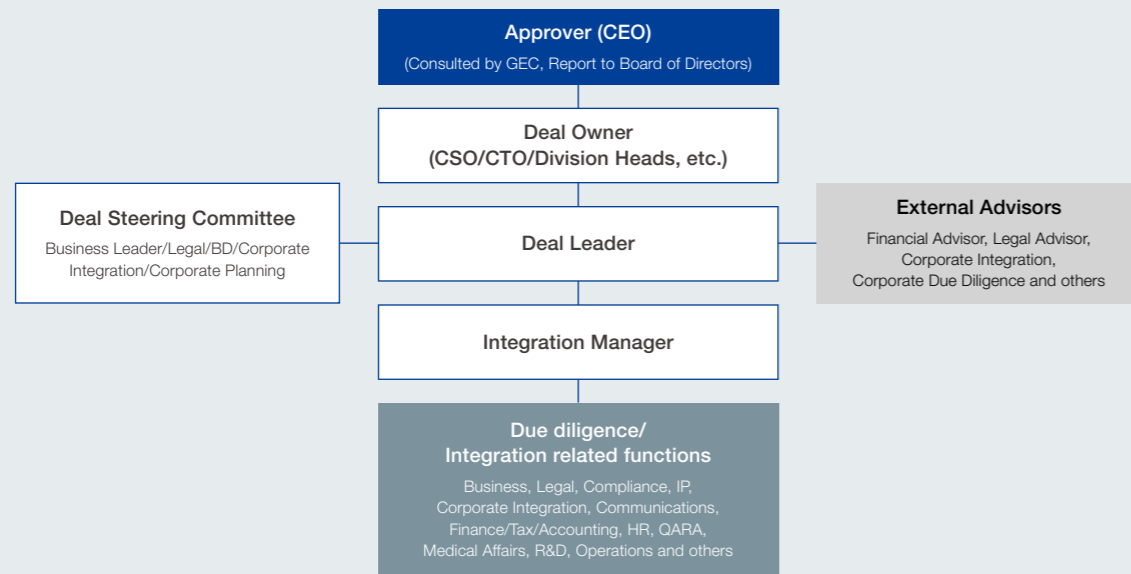 Approver (CEO)
(Consulted by GEC, Report to Board of Directors)
Deal Owner
(CSO/CTO/Division Heads, etc.)
Deal Steering Committee
Business Leader/Legal/BD/Corporate
Integration/Corporate Planning
Deal Leader
External Advisors
Financial Advisor, Legal Advisor,
Corporate Integration,
Corporate Due Diligence and others
Integration Manager
Due diligence/
Integration related functions
Business, Legal, Compliance, IP,
Corporate Integration, Communications,
Finance/Tax/Accounting, HR, QARA,
Medical Affairs, R&D, Operations and others